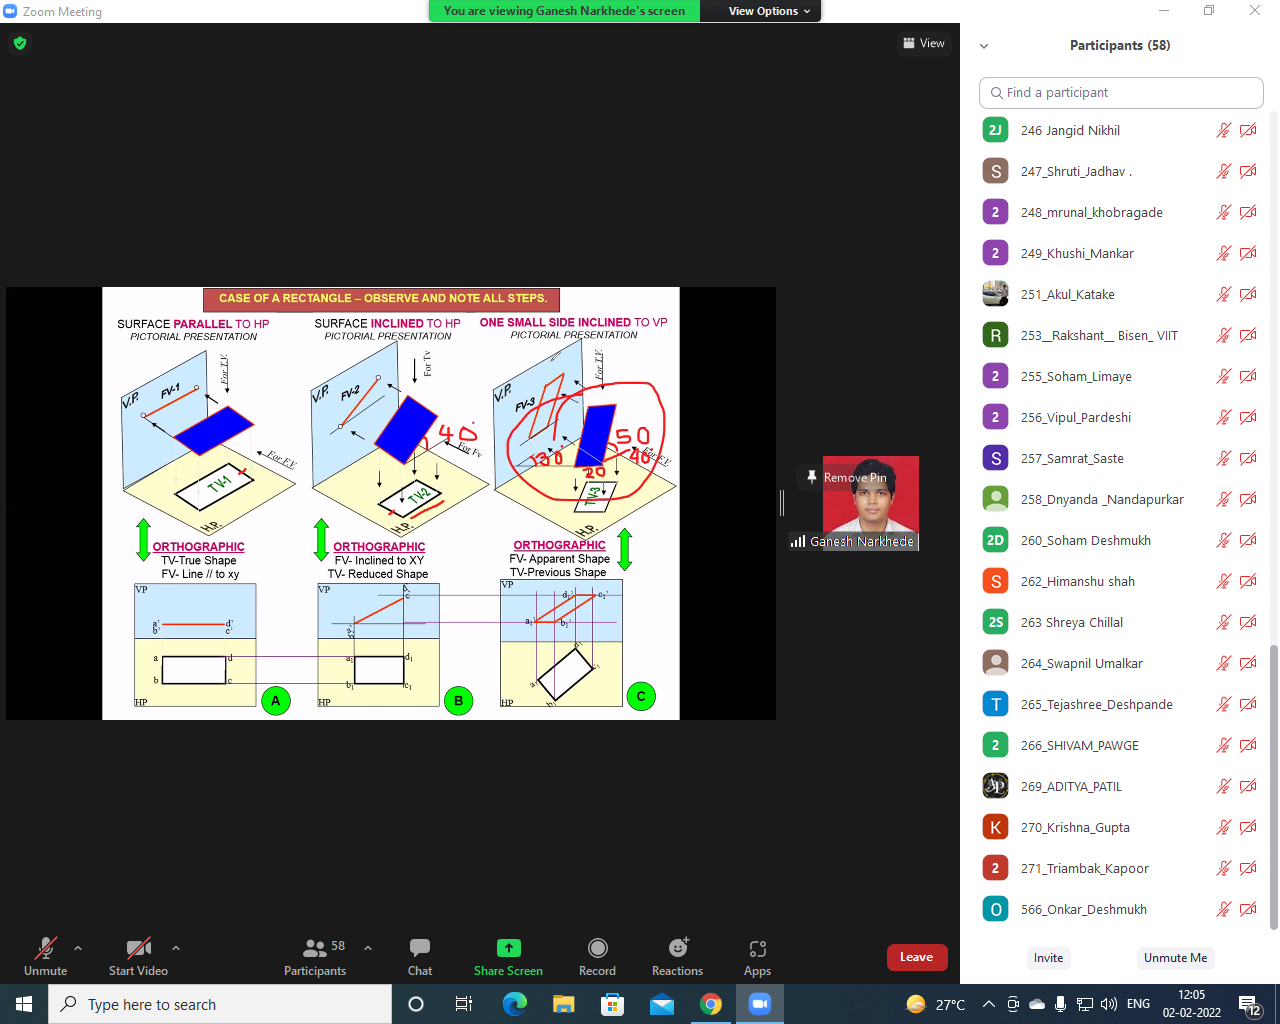 Zoom Meeting
You are viewing Ganesh Narkhede's screen
View Options
View
CASE OF A RECTANGLE – OBSERVE AND NOTE ALL STEPS.
SURFACE PARALLEL TO HP
PICTORIAL PRESENTATION
SURFACE INCLINED TO HP
PICTORIAL PRESENTATION
ONE SMALL SIDE INCLINED TO VP
PICTORIAL PRESENTATION
V.P.
FV-1
For T.V.
For F.V.
TV-1
H.P.
V.P.
FV-2
For Tv
40
For Fv
TV-2
H.P.
V.P.
FV-3
For T.V.
50
130
40
F.V.
TV-3
H.P.
ORTHOGRAPHIC
TV-True Shape
FV- Line // to xy
ORTHOGRAPHIC
FV- Inclined to XY
TV- Reduced Shape
ORTHOGRAPHIC
FV- Apparent Shape
TV-Previous Shape
VP
a'
b'
d'
c'
a
d
b
c
HP
A
VP
a1
d1
b1
c1
HP
B
VP
d1'
c1'
a1'
b1'
HP
C
Remove Pin
Ganesh Narkhede
Participants (58)
Find a participant
2J 246 Jangid Nikhil
S 247_Shruti_Jadhav .
2 248_mrunal_khobragade
2 249_Khushi_Mankar
251_Akul_Katake
R 253__Rakshant__ Bisen_ VIIT
2 255_Soham_Limaye
2 256_Vipul_Pardeshi
S 257_Samrat_Saste
258_Dnyanda _Nandapurkar
2D 260_Soham Deshmukh
S 262_Himanshu shah
2S 263 Shreya Chillal
264_Swapnil Umalkar
T 265_Tejashree_Deshpande
2 266_SHIVAM_PAWGE
269_ADITYA_PATIL
K 270_Krishna_Gupta
2 271_Triambak_Kapoor
O 566_Onkar_Deshmukh
Invite
Unmute Me
Unmute
Start Video
58
Participants
Chat
Share Screen
Record
Reactions
Apps
Leave
Type here to search
27°C
ENG
12:05
02-02-2022
12